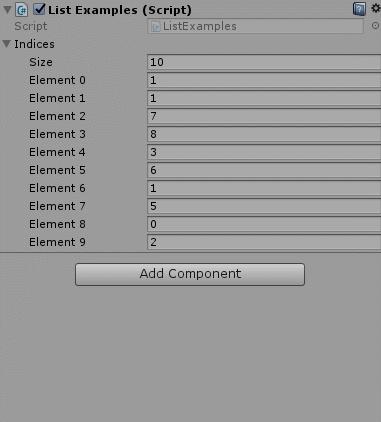 List Examples (Script)
Script ListExamples
Indices
Size 10
Element 0 1
Element 1 1
Element 2 7
Element 3 8
Element 4 3
Element 5 6
Element 6 1
Element 7 5
Element 8 0
Element 9 2
Add Component